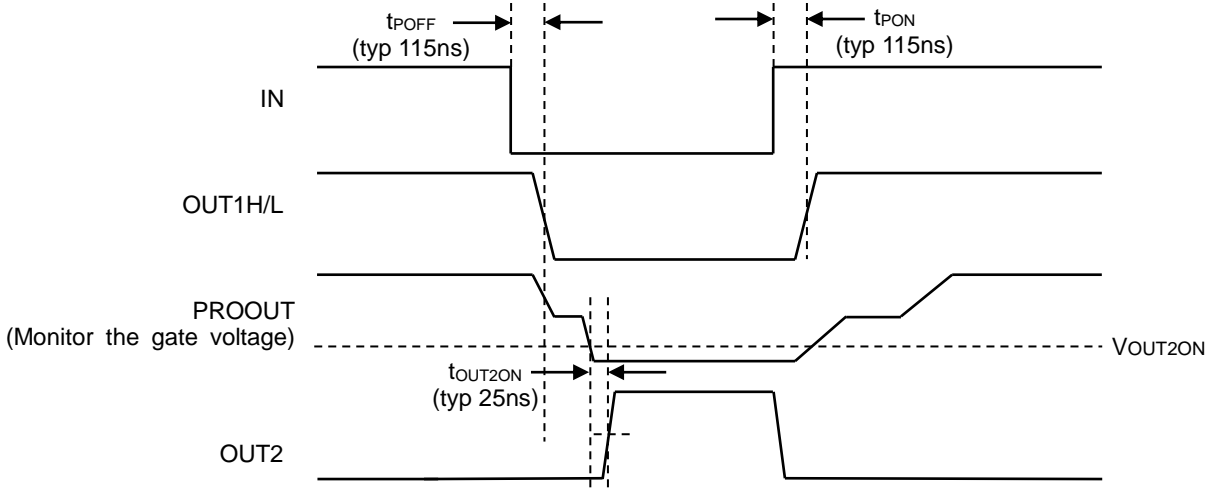 tPOFF
(typ 115ns)
tPON
(typ 115ns)
IN
OUT1H/L
PROOUT
(Monitor the gate voltage)
VOUT2ON
tOUT2ON
(typ 25ns)
OUT2